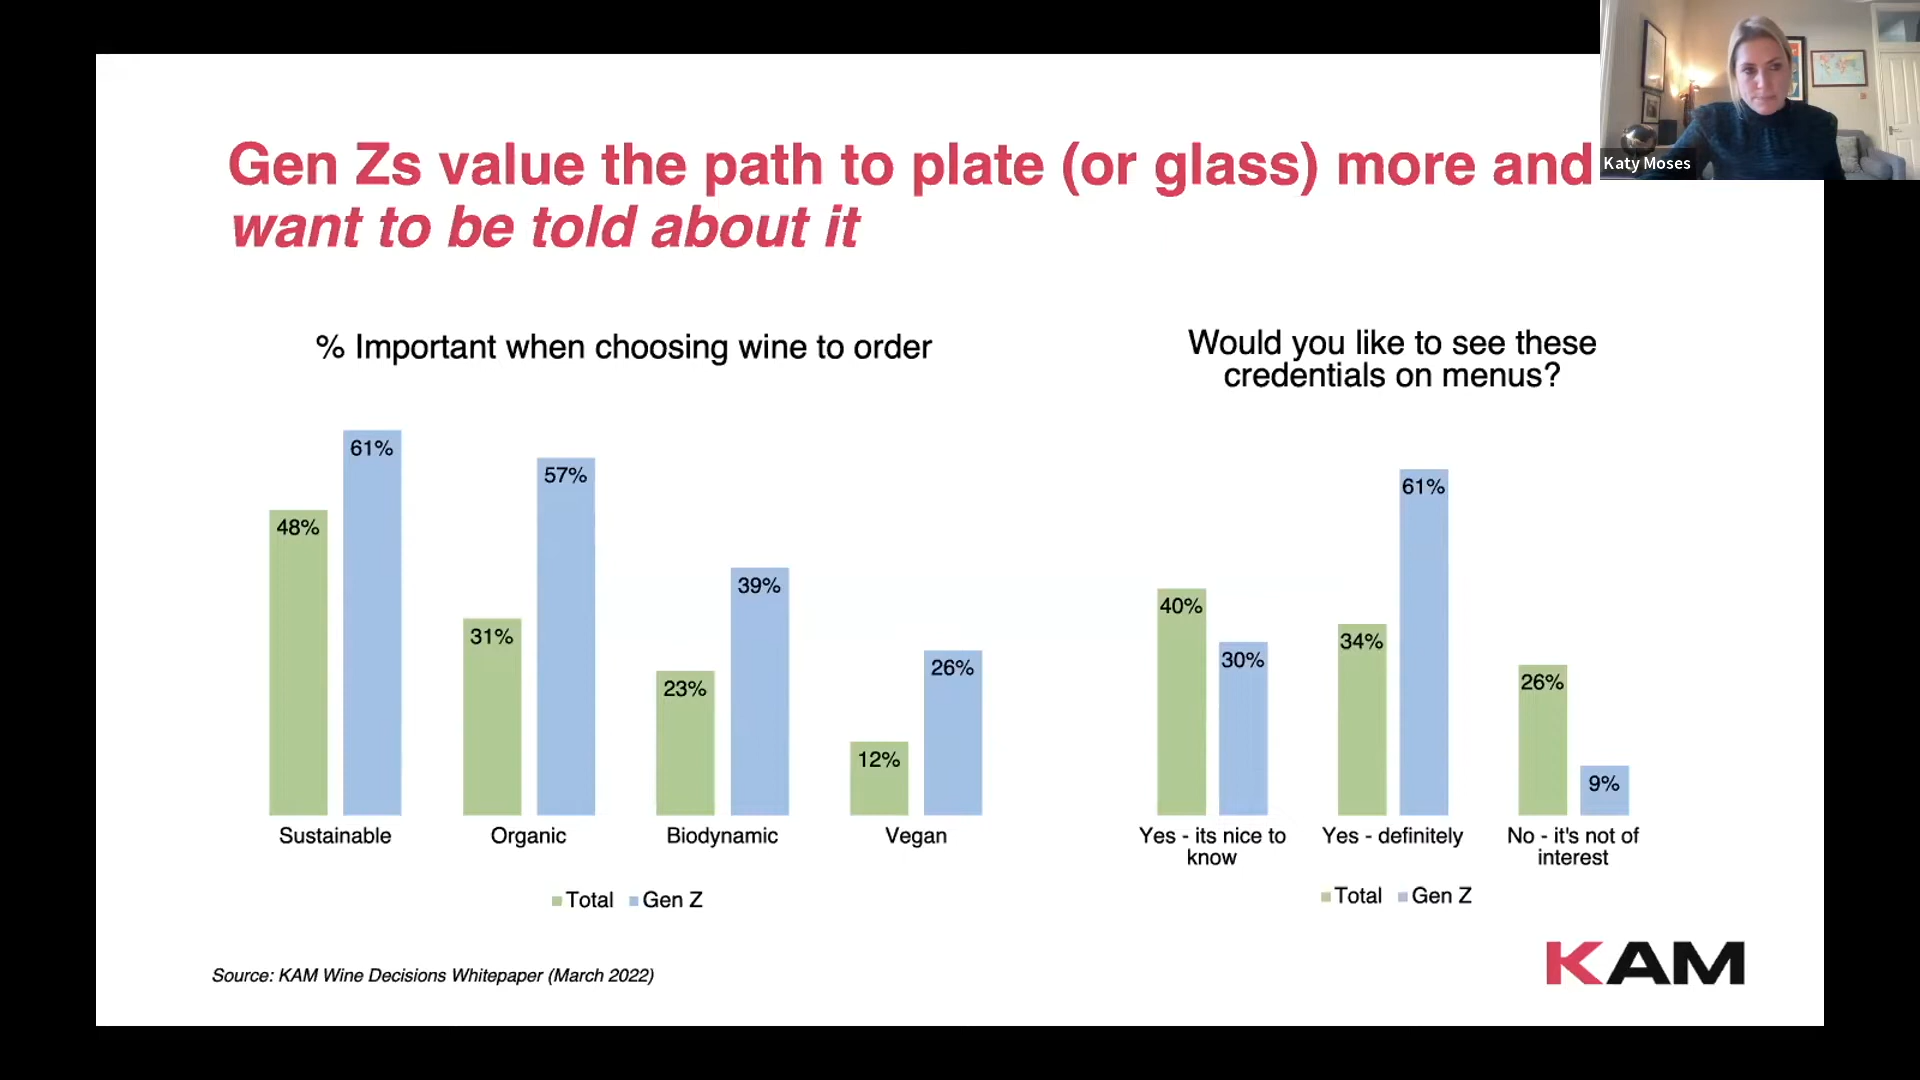 Gen Zs value the path to plate (or glass) more and
want to be told about it
Katy Moses
% Important when choosing wine to order
61%
48%
57%
31%
39%
23%
26%
12%
Sustainable
Organic
Biodynamic
Vegan
Total Gen Z
Would you like to see these
credentials on menus?
40%
30%
34%
61%
26%
9%
Yes - its nice to
know
Yes - definitely
No - it's not of
interest
Total Gen Z
Source: KAM Wine Decisions Whitepaper (March 2022)
KAM